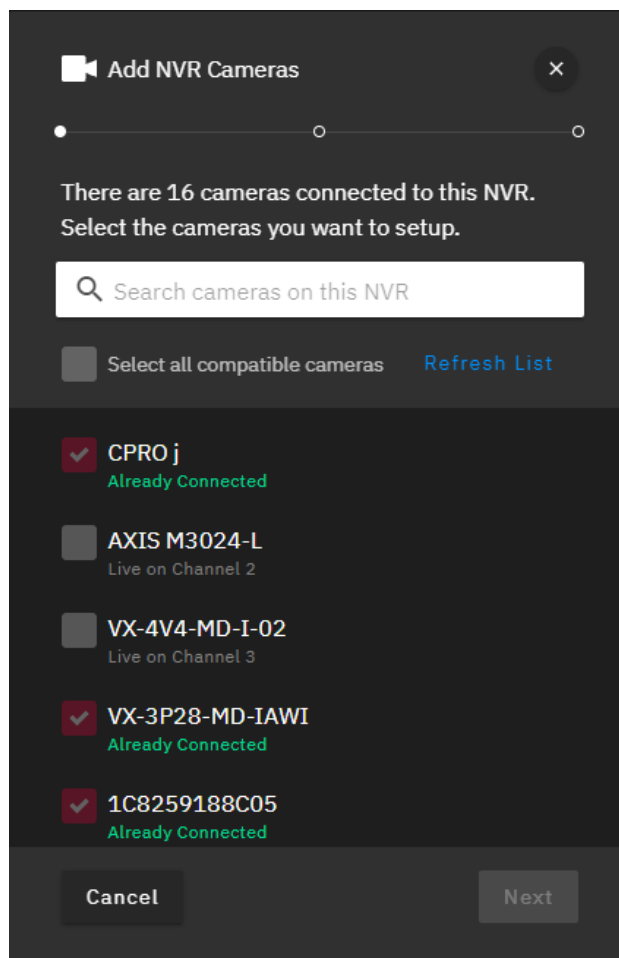 Add NVR Cameras
There are 16 cameras connected to this NVR.
Select the cameras you want to setup.
Search cameras on this NVR
Select all compatible cameras Refresh List
CPRO j
Already Connected
AXIS M3024-L
Live on Channel 2
VX-4V4-MD-I-02
Live on Channel 3
VX-3P28-MD-IAWI
Already Connected
1C8259188C05
Already Connected
Cancel Next